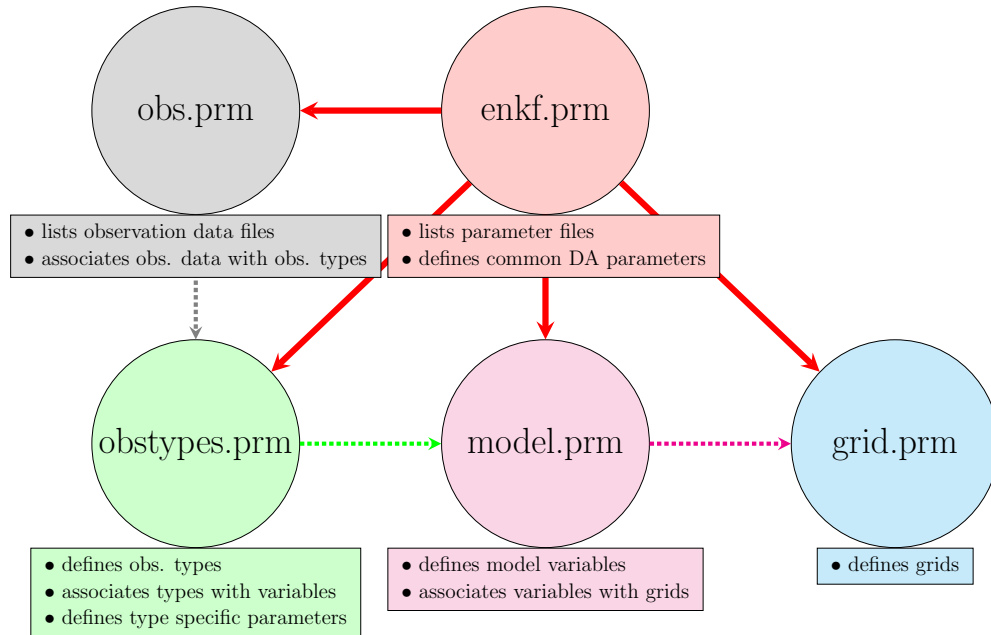 obs.prm
enkf.prm
• lists observation data files
• associates obs. data with obs. types
• lists parameter files
• defines common DA parameters
obstypes.prm
model.prm
grid.prm
• defines obs. types
• associates types with variables
• defines type specific parameters
• defines model variables
• associates variables with grids
• defines grids